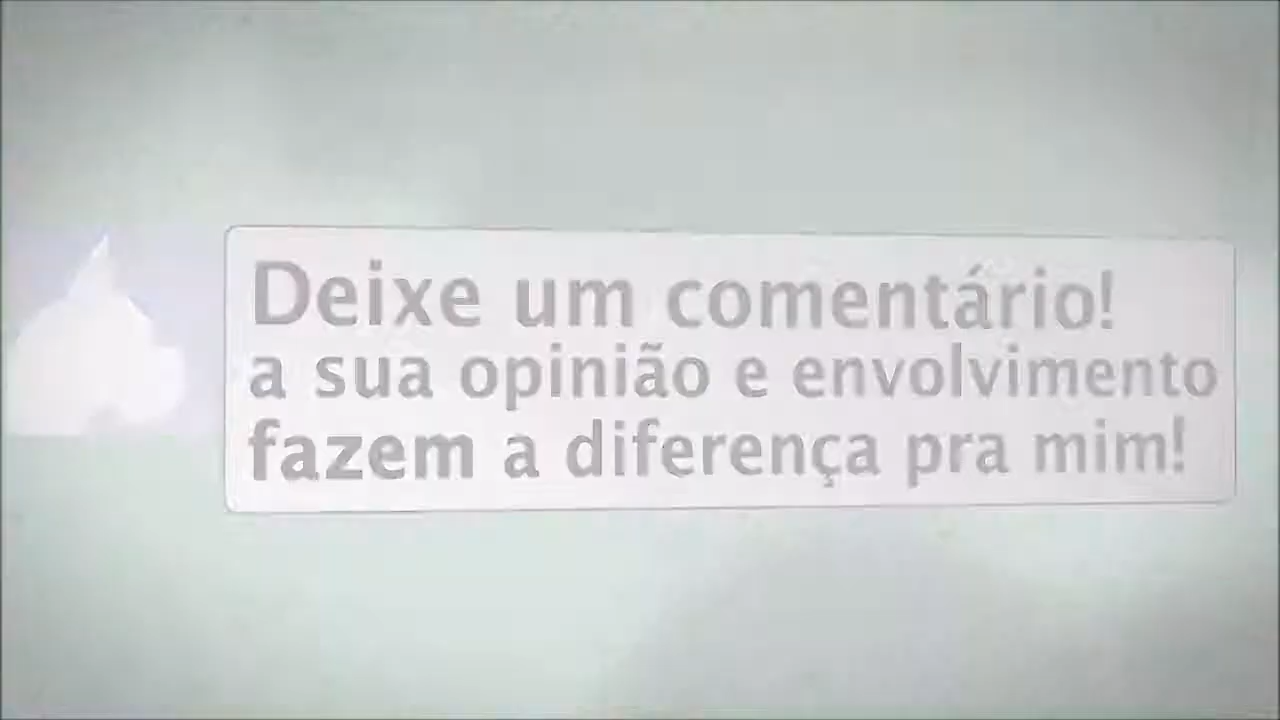 Deixe um comentário!
a sua opinião e envolvimento
fazem a diferença pra mim!